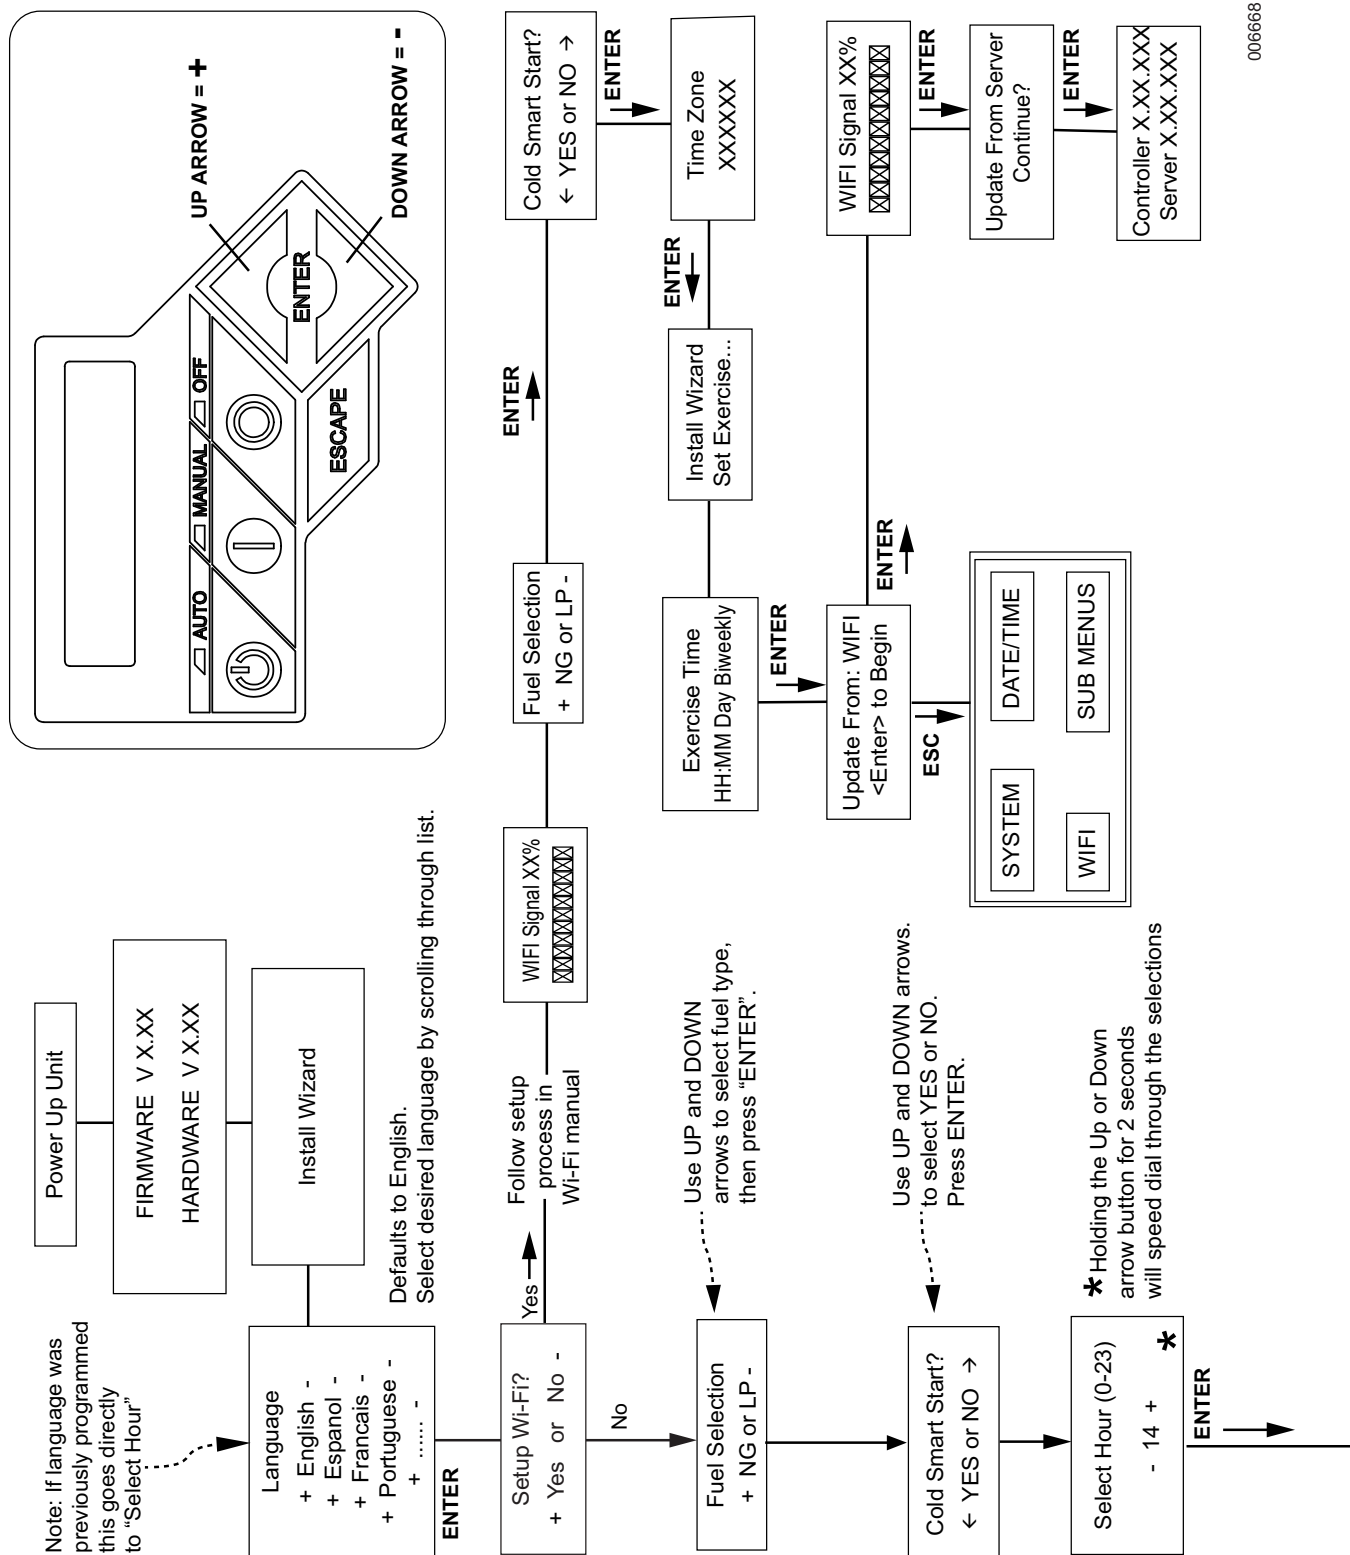 Power Up Unit
FIRMWARE V X.XX
HARDWARE V X.XX
Install Wizard
Note: If language was
previously programmed
this goes directly
to “Select Hour”
Language
+ English -
+ Espanol -
+ Francais -
+ Portuguese -
+ ...... -
Defaults to English.
Select desired language by scrolling through list.
ENTER
Setup Wi-Fi?
+ Yes or No -
Yes
Follow setup
process in
Wi-Fi manual
WIFI Signal XX%
Fuel Selection
+ NG or LP -
ENTER
Cold Smart Start?
← YES or NO →
ENTER
Time Zone
XXXXXX
ENTER
Install Wizard
Set Exercise...
Exercise Time
HH:MM Day Biweekly
ENTER
Update From: WIFI
<Enter> to Begin
ENTER
WIFI Signal XX%
ENTER
Update From Server
Continue?
ENTER
Controller X.XX.XXX
Server X.XX.XXX
ESC
SYSTEM
DATE/TIME
WIFI
SUB MENUS
No
Fuel Selection
+ NG or LP -
Use UP and DOWN
arrows to select fuel type,
then press “ENTER”.
Cold Smart Start?
← YES or NO →
Use UP and DOWN arrows.
to select YES or NO.
Press ENTER.
Select Hour (0-23)
- 14 +
*
* Holding the Up or Down
arrow button for 2 seconds
will speed dial through the selections
ENTER
AUTO
MANUAL
OFF
ESCAPE
ENTER
UP ARROW = +
DOWN ARROW = -
006668